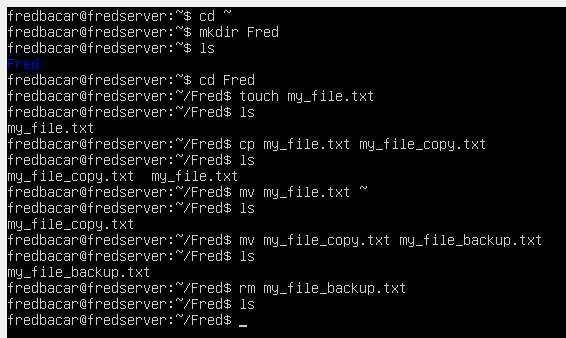 fredbacar@fredserver:~$ cd ~
fredbacar@fredserver:~$ mkdir Fred
fredbacar@fredserver:~$ ls
Fred
fredbacar@fredserver:~$ cd Fred
fredbacar@fredserver:~/Fred$ touch my_file.txt
fredbacar@fredserver:~/Fred$ ls
my_file.txt
fredbacar@fredserver:~/Fred$ cp my_file.txt my_file_copy.txt
fredbacar@fredserver:~/Fred$ ls
my_file_copy.txt  my_file.txt
fredbacar@fredserver:~/Fred$ mv my_file.txt ~
fredbacar@fredserver:~/Fred$ ls
my_file_copy.txt
fredbacar@fredserver:~/Fred$ mv my_file_copy.txt my_file_backup.txt
fredbacar@fredserver:~/Fred$ ls
my_file_backup.txt
fredbacar@fredserver:~/Fred$ rm my_file_backup.txt
fredbacar@fredserver:~/Fred$ ls
fredbacar@fredserver:~/Fred$ _